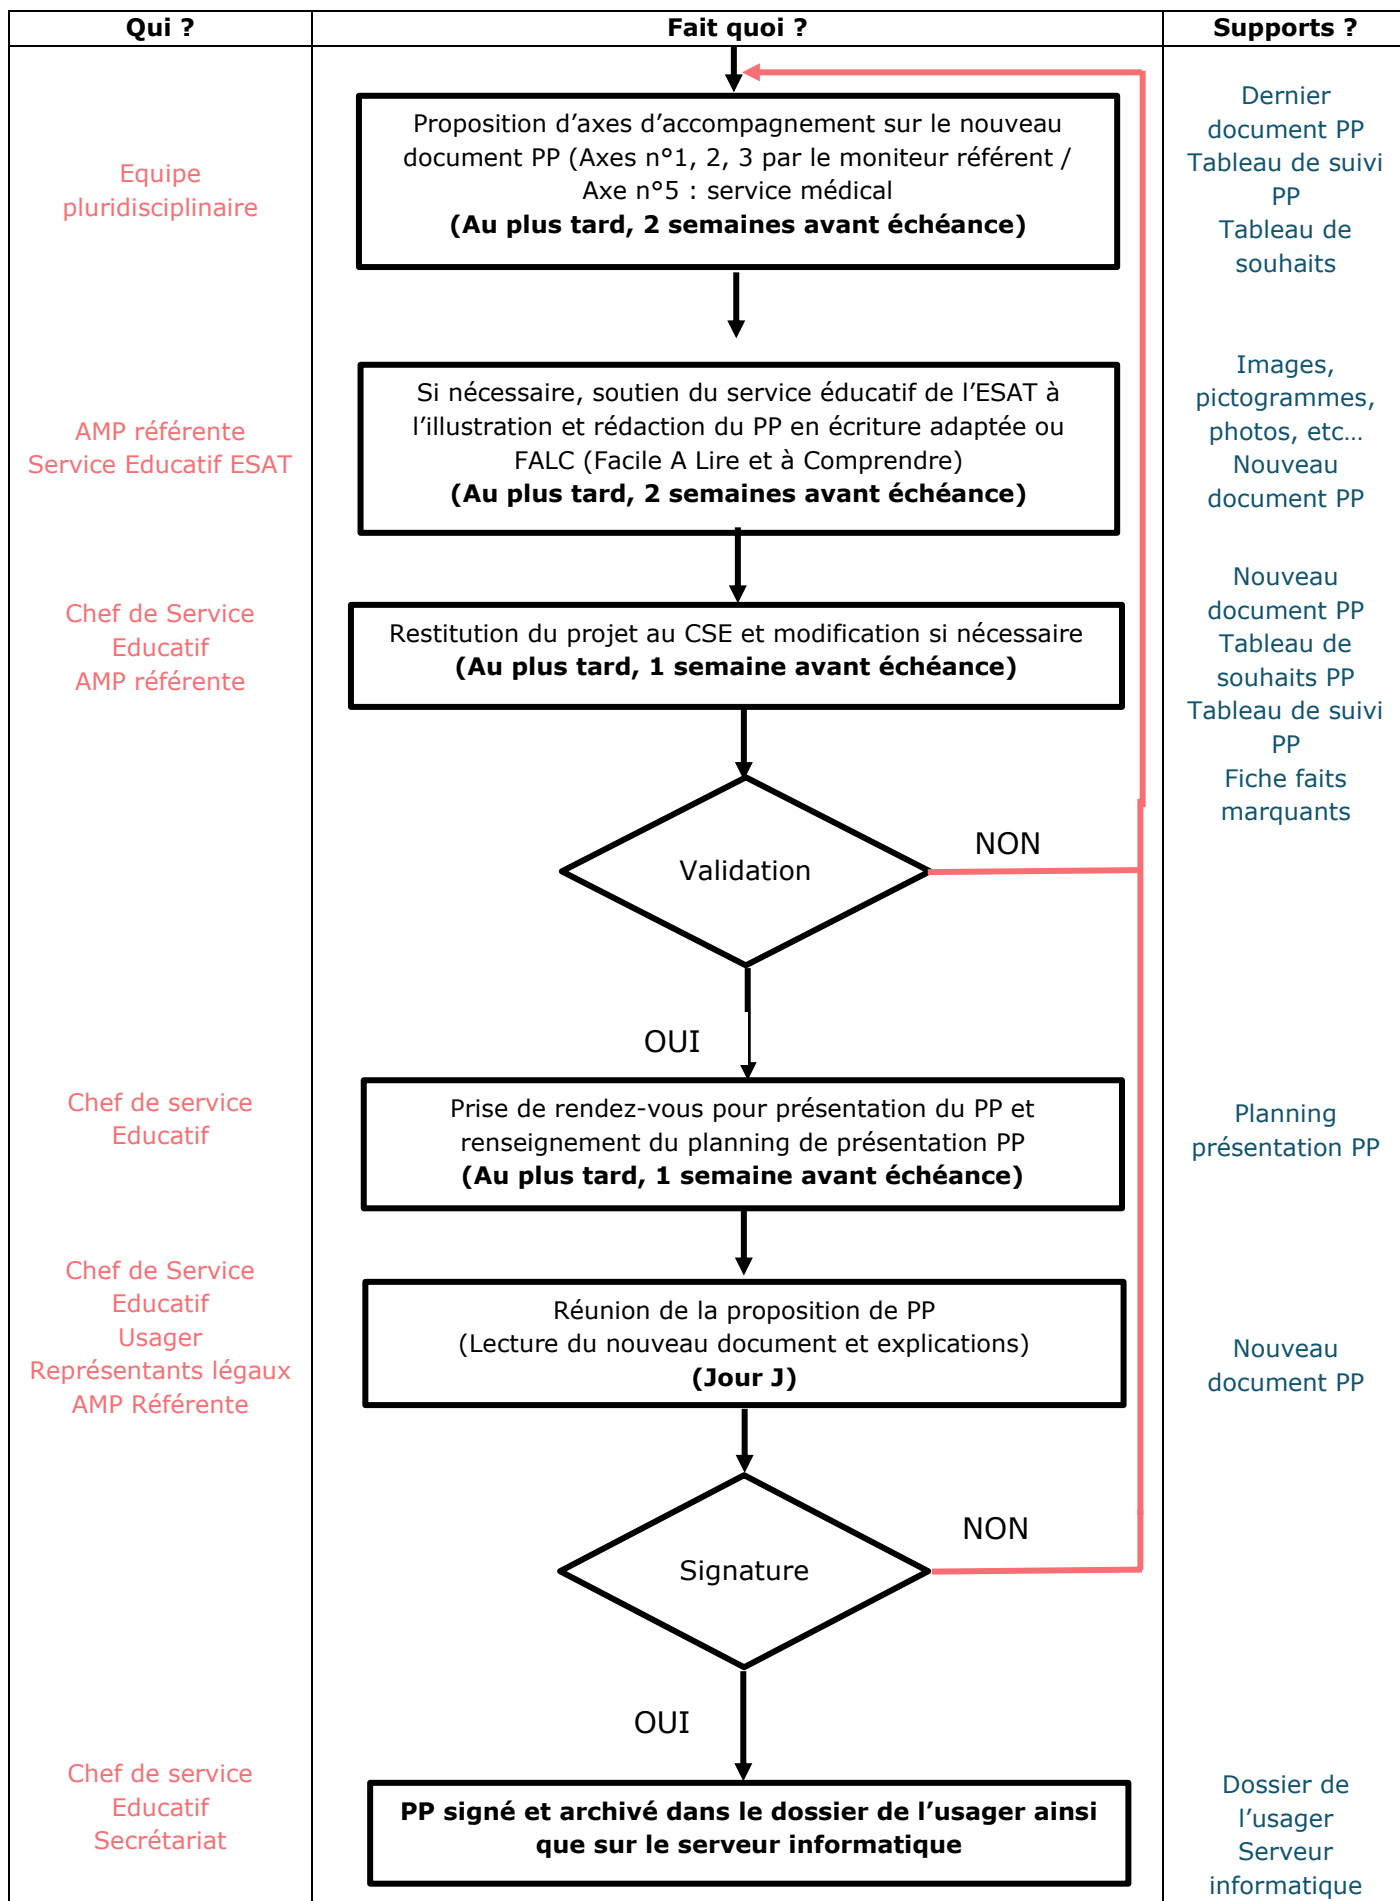 Qui ?
Fait quoi ?
Supports ?
Equipe
pluridisciplinaire
Proposition d’axes d’accompagnement sur le nouveau
document PP (Axes n°1, 2, 3 par le moniteur référent /
Axe n°5 : service médical
(Au plus tard, 2 semaines avant échéance)
Dernier
document PP
Tableau de suivi
PP
Tableau de
souhaits
AMP référente
Service Educatif ESAT
Si nécessaire, soutien du service éducatif de l’ESAT à
l’illustration et rédaction du PP en écriture adaptée ou
FALC (Facile A Lire et à Comprendre)
(Au plus tard, 2 semaines avant échéance)
Images,
pictogrammes,
photos, etc…
Nouveau
document PP
Chef de Service
Educatif
AMP référente
Restitution du projet au CSE et modification si nécessaire
(Au plus tard, 1 semaine avant échéance)
Nouveau
document PP
Tableau de
souhaits PP
Tableau de suivi
PP
Fiche faits
marquants
Validation
NON
OUI
Chef de service
Educatif
Prise de rendez-vous pour présentation du PP et
renseignement du planning de présentation PP
(Au plus tard, 1 semaine avant échéance)
Planning
présentation PP
Chef de Service
Educatif
Usager
Représentants légaux
AMP Référente
Réunion de la proposition de PP
(Lecture du nouveau document et explications)
(Jour J)
Nouveau
document PP
Signature
NON
OUI
Chef de service
Educatif
Secrétariat
PP signé et archivé dans le dossier de l’usager ainsi
que sur le serveur informatique
Dossier de
l’usager
Serveur
informatique